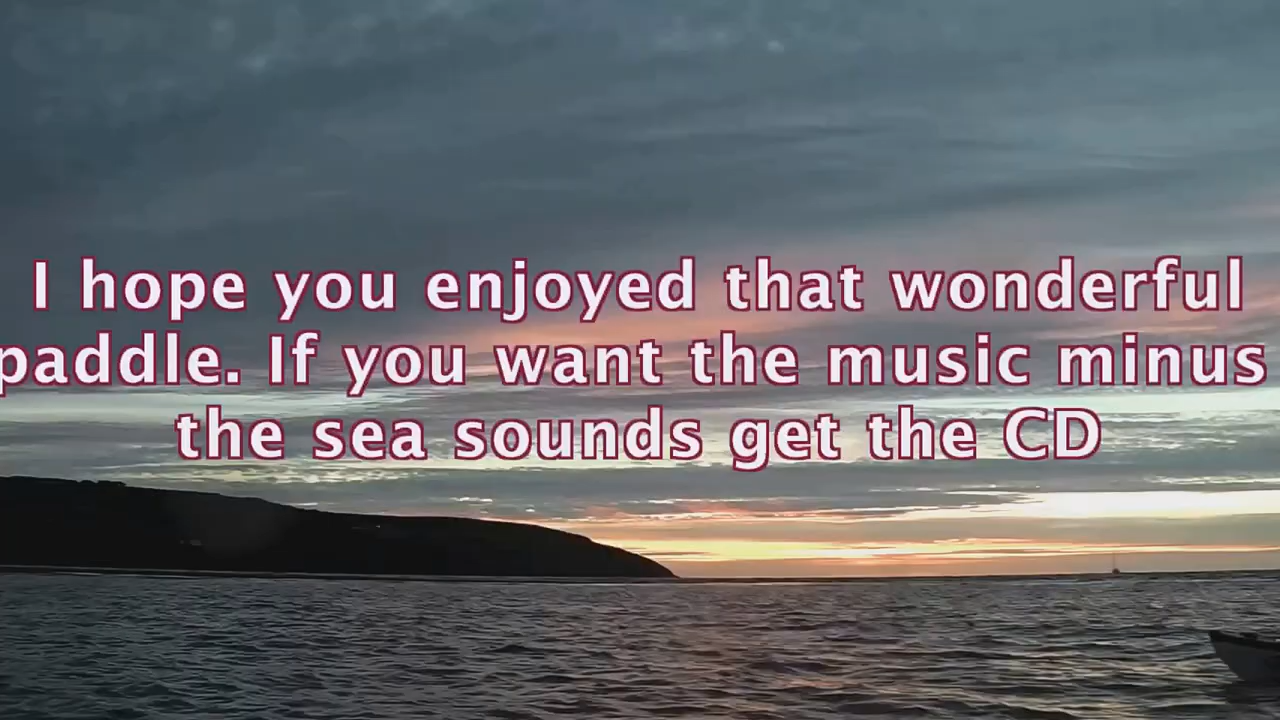 I hope you enjoyed that wonderful
paddle. If you want the music minus
the sea sounds get the CD